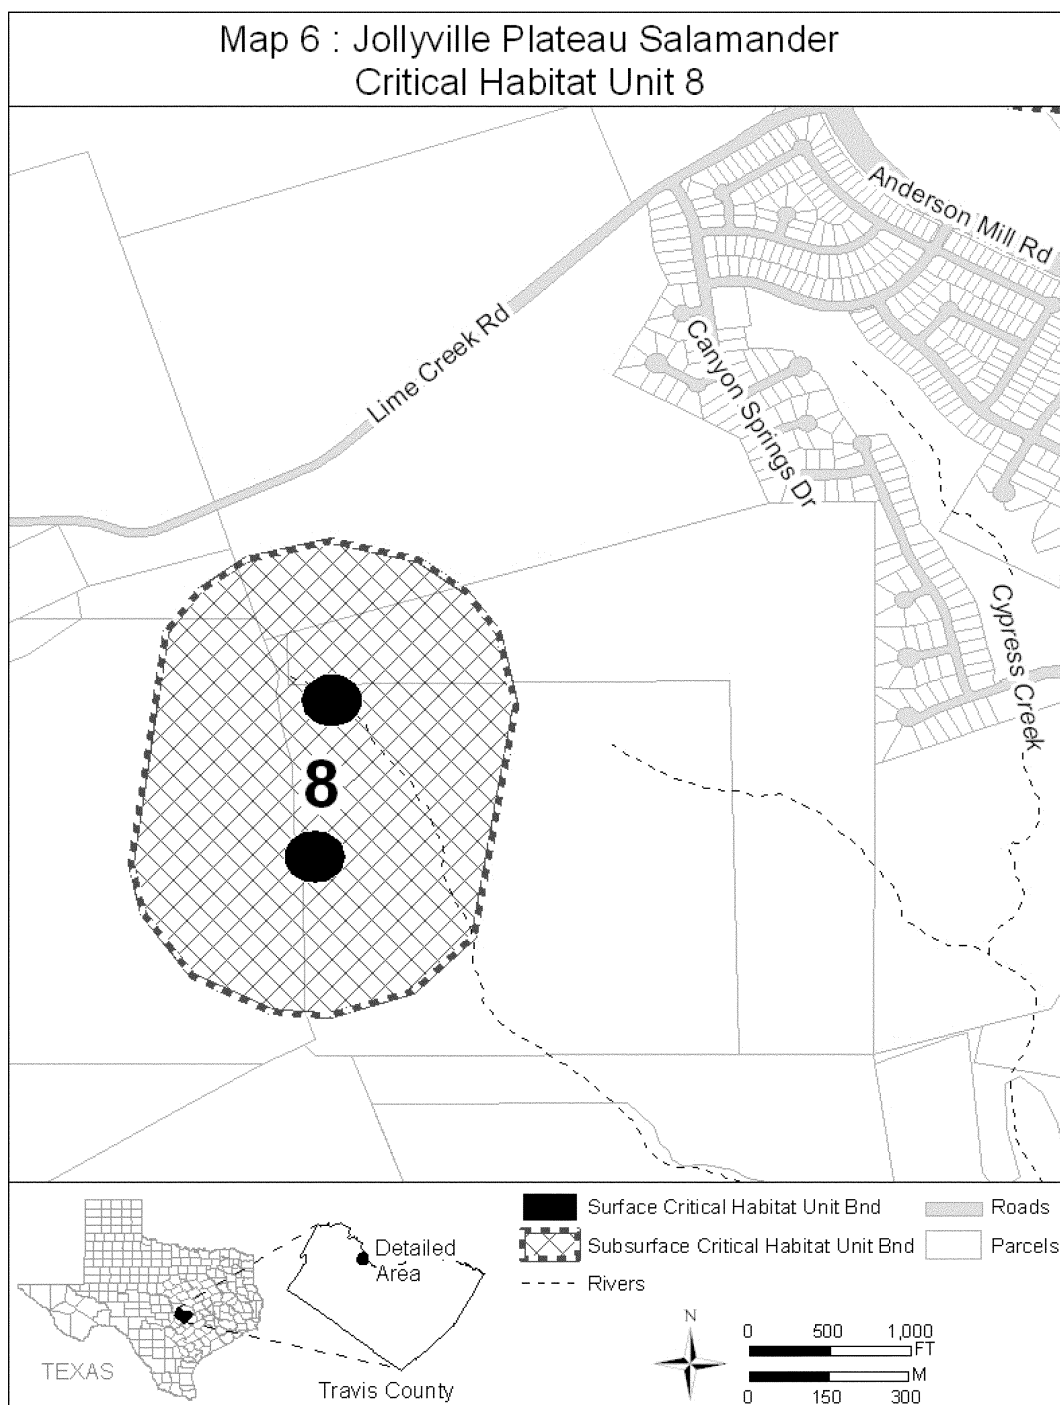 Map 6 : Jollyville Plateau Salamander
Critical Habitat Unit 8
Anderson Mill Rd
Lime Creek Rd
Canyon Springs Dr
Cypress Creek
8
Surface Critical Habitat Unit Bnd
Roads
Subsurface Critical Habitat Unit Bnd
Parcels
Rivers
Detailed
Area
TEXAS
Travis County
N
0 500 1,000
FT
M
0 150 300